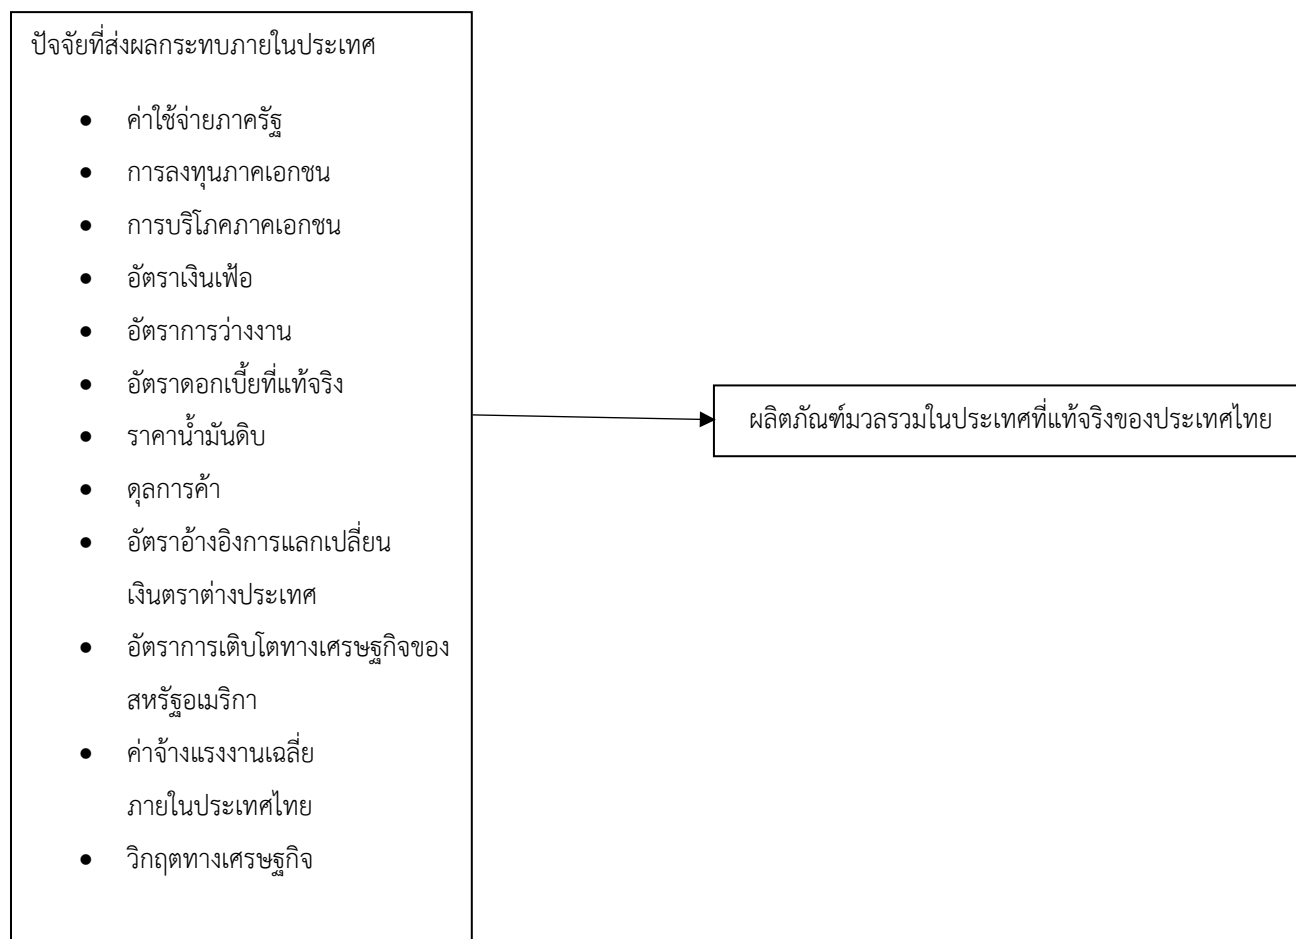 ปัจจัยที่ส่งผลกระทบภายในประเทศ
• ค่าใช้จ่ายภาครัฐ
• การลงทุนภาคเอกชน
• การบริโภคภาคเอกชน
• อัตราเงินเฟ้อ
• อัตราการว่างงาน
• อัตราดอกเบี้ยที่แท้จริง
• ราคาน้ำมันดิบ
• ดุลการค้า
• อัตราอ้างอิงการแลกเปลี่ยน
เงินตราต่างประเทศ
• อัตราการเติบโตทางเศรษฐกิจของ
สหรัฐอเมริกา
• ค่าจ้างแรงงานเฉลี่ย
ภายในประเทศไทย
• วิกฤตทางเศรษฐกิจ
ผลิตภัณฑ์มวลรวมในประเทศที่แท้จริงของประเทศไทย